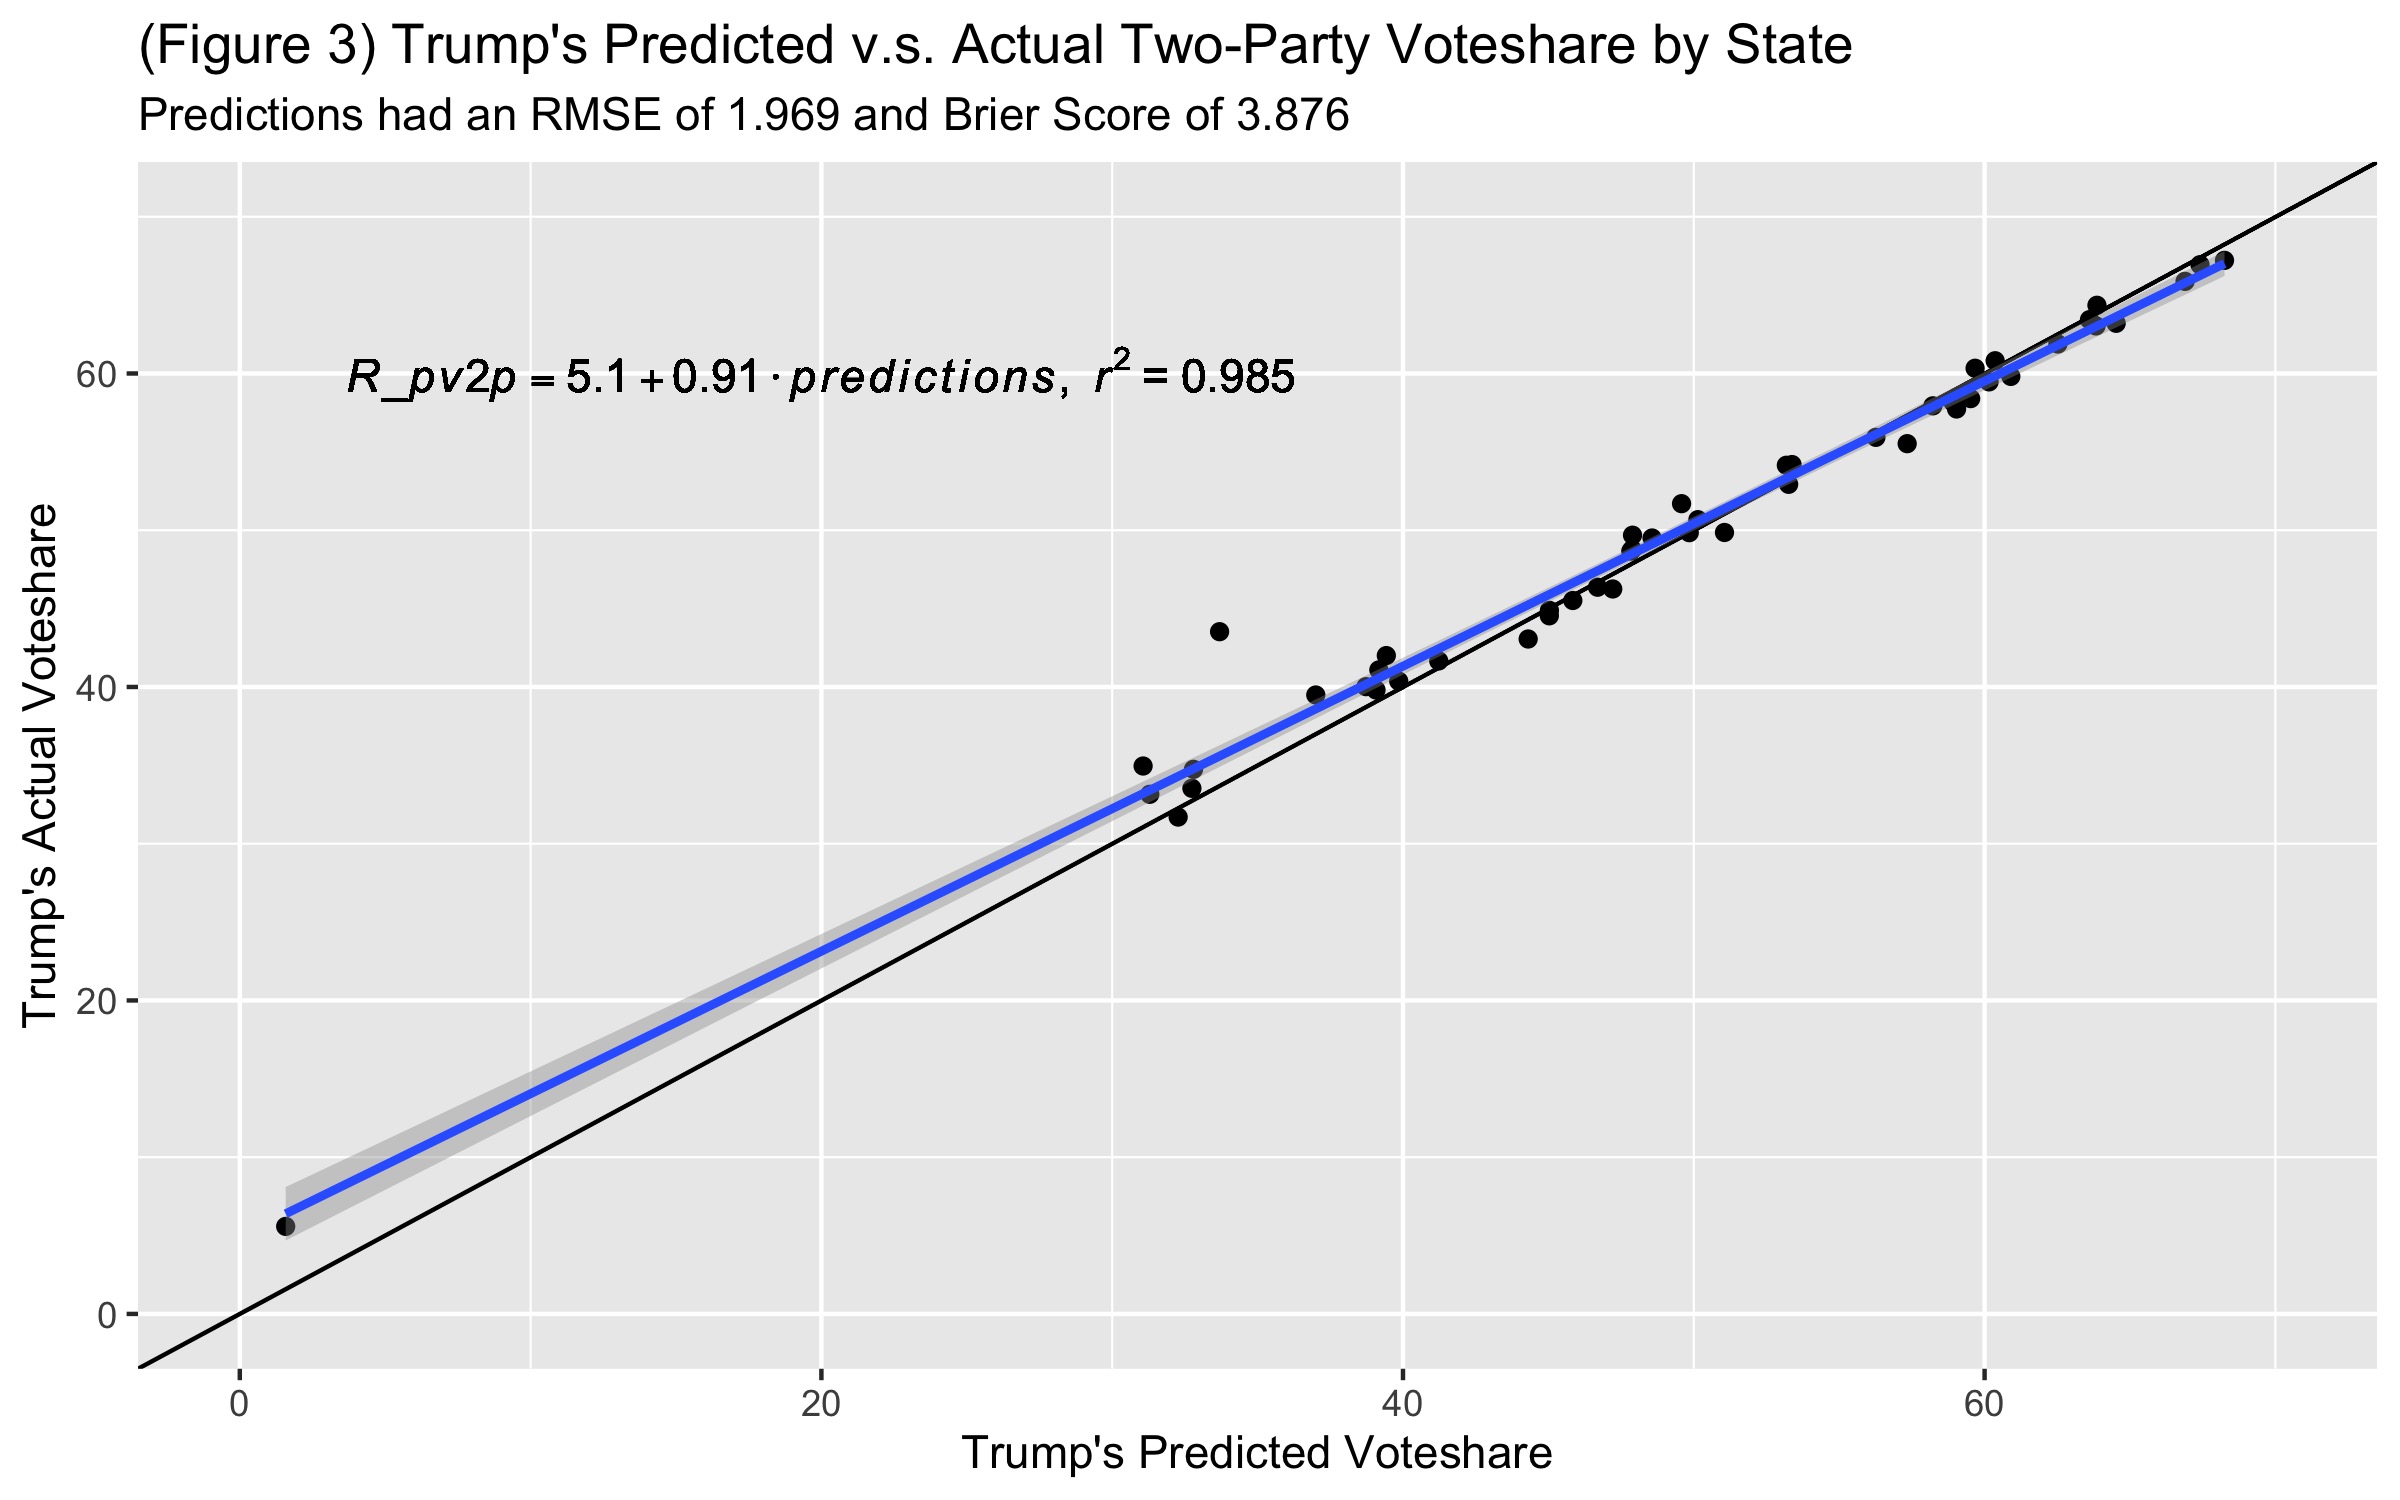 (Figure 3) Trump's Predicted v.s. Actual Two-Party Voteshare by State
Predictions had an RMSE of 1.969 and Brier Score of 3.876
R_pv2p = 5.1 + 0.91 · predictions, r² = 0.985
Trump's Actual Voteshare
60
40
20
0
0 20 40 60
Trump's Predicted Voteshare